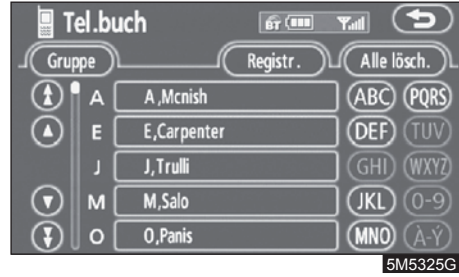 Tel.buch BT
Gruppe Registr. Alle lösch.
A A,Mcnish ABC PQRS
E E,Carpenter DEF TUV
J J,Trulli GHI WXYZ
M M,Salo JKL 0-9
O O,Panis MNO À-Ý
5M5325G